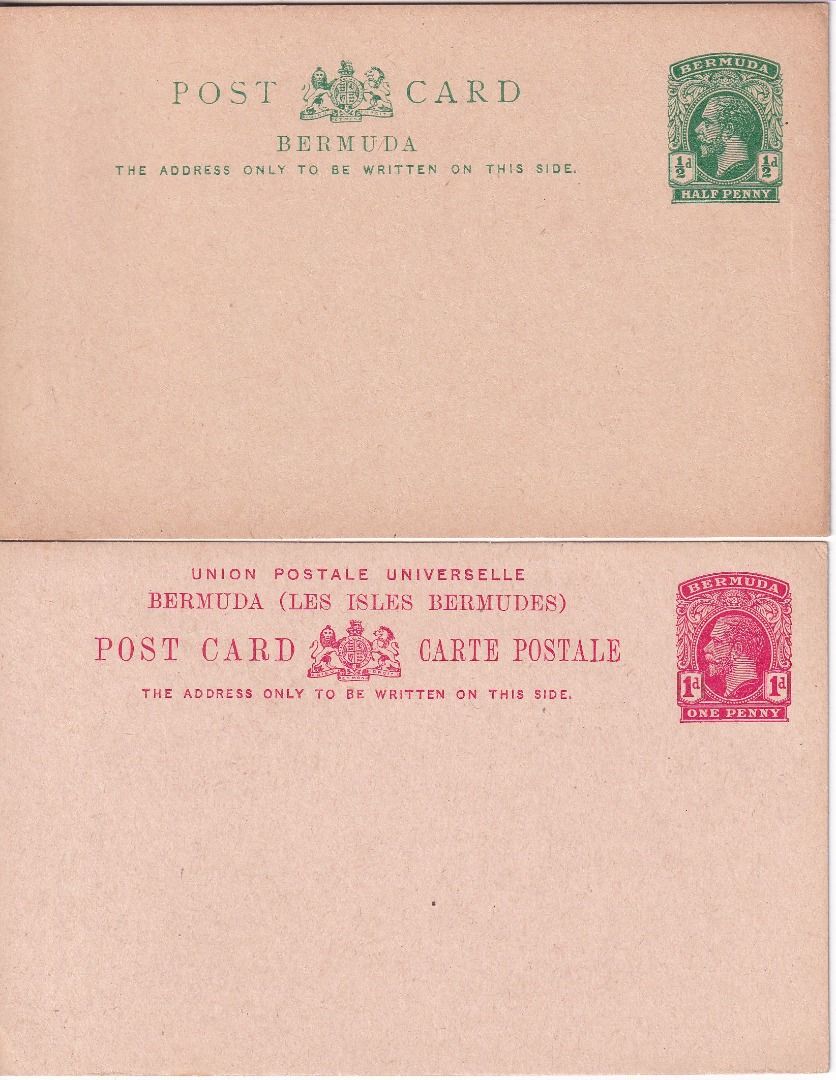 POST CARD
BERMUDA
THE ADDRESS ONLY TO BE WRITTEN ON THIS SIDE.
BERMUDA
½d ½d
HALF PENNY
UNION POSTALE UNIVERSELLE
BERMUDA (LES ISLES BERMUDES)
POST CARD CARTE POSTALE
THE ADDRESS ONLY TO BE WRITTEN ON THIS SIDE.
BERMUDA
1d 1d
ONE PENNY